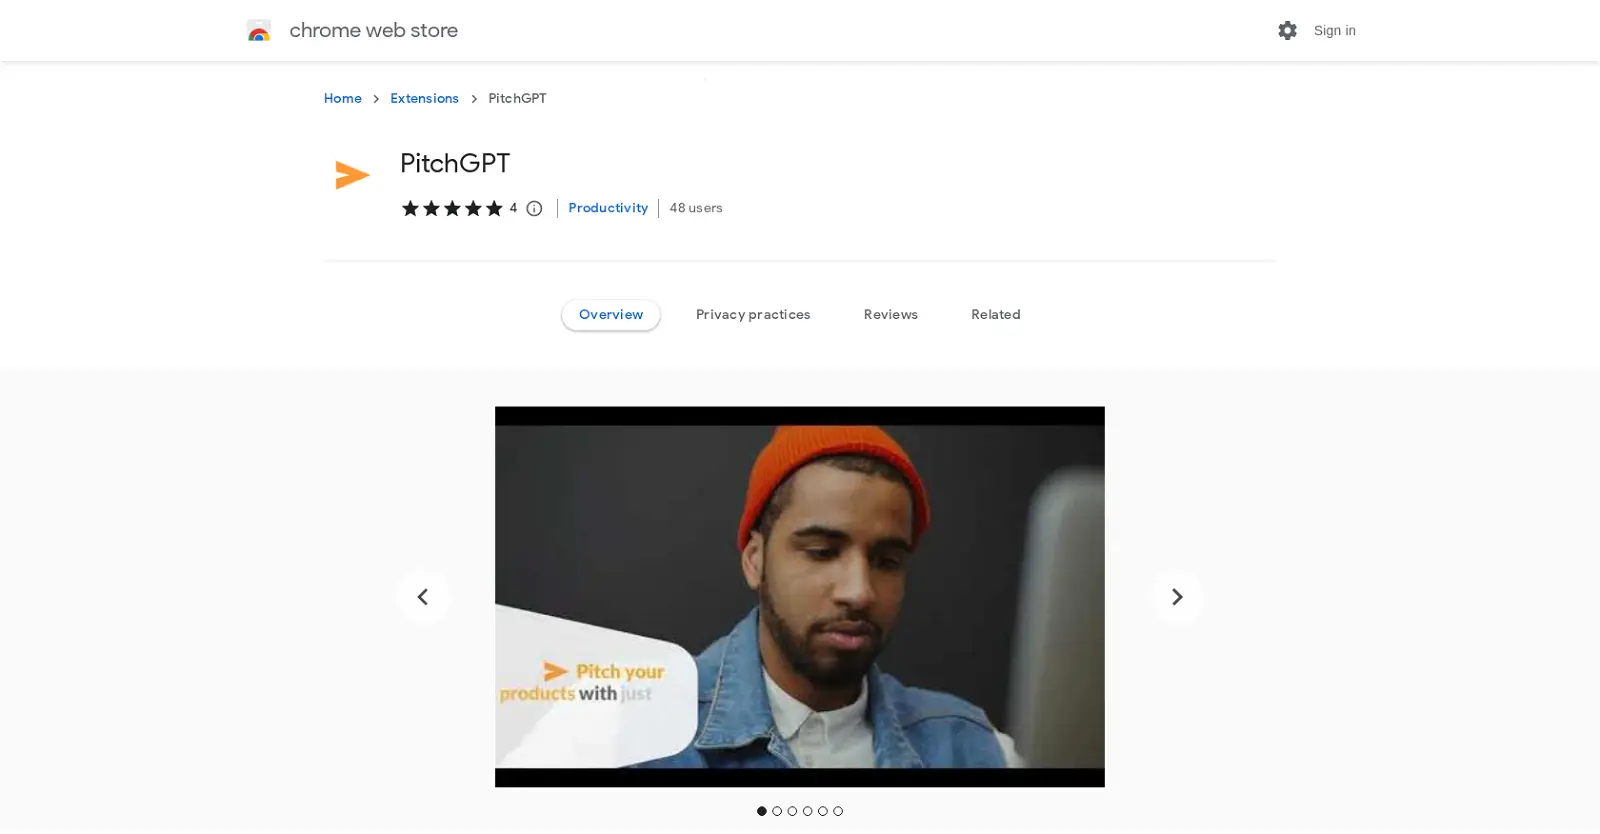 chrome web store
Sign in
Home > Extensions > PitchGPT
PitchGPT
4 Productivity 48 users
Overview Privacy practices Reviews Related
Pitch your
products with just